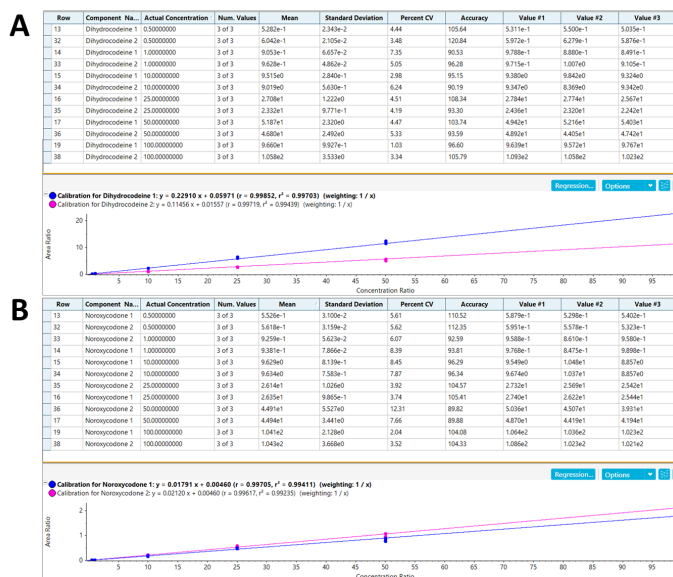 A
Row Component Na... Actual Concentration Num. Values Mean Standard Deviation Percent CV Accuracy Value #1 Value #2 Value #3
13 Dihydrocodeine 1 0.50000000 3 of 3 5.282e-1 2.343e-2 4.44 105.64 5.311e-1 5.500e-1 5.035e-1
32 Dihydrocodeine 2 0.50000000 3 of 3 6.042e-1 2.105e-2 3.48 120.84 5.972e-1 6.279e-1 5.876e-1
14 Dihydrocodeine 1 1.00000000 3 of 3 9.053e-1 6.657e-2 7.35 90.53 9.788e-1 8.880e-1 8.491e-1
33 Dihydrocodeine 2 1.00000000 3 of 3 9.628e-1 4.862e-2 5.05 96.28 9.715e-1 1.007e0 9.105e-1
15 Dihydrocodeine 1 10.00000000 3 of 3 9.515e0 2.840e-1 2.98 95.15 9.380e0 9.842e0 9.324e0
34 Dihydrocodeine 2 10.00000000 3 of 3 9.019e0 5.630e-1 6.24 90.19 9.347e0 8.369e0 9.342e0
16 Dihydrocodeine 1 25.00000000 3 of 3 2.708e1 1.222e0 4.51 108.34 2.784e1 2.774e1 2.567e1
35 Dihydrocodeine 2 25.00000000 3 of 3 2.332e1 9.771e-1 4.19 93.30 2.436e1 2.320e1 2.242e1
17 Dihydrocodeine 1 50.00000000 3 of 3 5.187e1 2.320e0 4.47 103.74 4.942e1 5.216e1 5.403e1
36 Dihydrocodeine 2 50.00000000 3 of 3 4.680e1 2.492e0 5.33 93.59 4.892e1 4.405e1 4.742e1
19 Dihydrocodeine 1 100.00000000 3 of 3 9.660e1 9.927e-1 1.03 96.60 9.639e1 9.572e1 9.767e1
38 Dihydrocodeine 2 100.00000000 3 of 3 1.058e2 3.533e0 3.34 105.79 1.093e2 1.058e2 1.023e2
Regression... Options
Calibration for Dihydrocodeine 1: y = 0.22910 x + 0.05971 (r = 0.99852, r² = 0.99703) (weighting: 1 / x)
Calibration for Dihydrocodeine 2: y = 0.11456 x + 0.01557 (r = 0.99719, r² = 0.99439) (weighting: 1 / x)
Area Ratio
20
10
0
5 10 15 20 25 30 35 40 45 50 55 60 65 70 75 80 85 90 95
Concentration Ratio
B
Row Component Na... Actual Concentration Num. Values Mean Standard Deviation Percent CV Accuracy Value #1 Value #2 Value #3
13 Noroxycodone 1 0.50000000 3 of 3 5.526e-1 3.100e-2 5.61 110.52 5.879e-1 5.298e-1 5.402e-1
32 Noroxycodone 2 0.50000000 3 of 3 5.618e-1 3.159e-2 5.62 112.35 5.951e-1 5.578e-1 5.323e-1
33 Noroxycodone 2 1.00000000 3 of 3 9.259e-1 5.623e-2 6.07 92.59 9.588e-1 8.610e-1 9.580e-1
14 Noroxycodone 1 1.00000000 3 of 3 9.381e-1 7.866e-2 8.39 93.81 9.768e-1 8.475e-1 9.898e-1
15 Noroxycodone 1 10.00000000 3 of 3 9.629e0 8.139e-1 8.45 96.29 9.549e0 1.048e1 8.857e0
34 Noroxycodone 2 10.00000000 3 of 3 9.634e0 7.583e-1 7.87 96.34 9.674e0 1.037e1 8.857e0
35 Noroxycodone 2 25.00000000 3 of 3 2.614e1 1.026e0 3.92 104.57 2.732e1 2.569e1 2.542e1
16 Noroxycodone 1 25.00000000 3 of 3 2.635e1 9.865e-1 3.74 105.41 2.740e1 2.622e1 2.544e1
36 Noroxycodone 2 50.00000000 3 of 3 4.491e1 5.527e0 12.31 89.82 5.036e1 4.507e1 3.931e1
17 Noroxycodone 1 50.00000000 3 of 3 4.494e1 3.441e0 7.66 89.88 4.870e1 4.419e1 4.194e1
19 Noroxycodone 1 100.00000000 3 of 3 1.041e2 2.128e0 2.04 104.08 1.064e2 1.036e2 1.023e2
38 Noroxycodone 2 100.00000000 3 of 3 1.043e2 3.668e0 3.52 104.33 1.086e2 1.023e2 1.021e2
Regression... Options
Calibration for Noroxycodone 1: y = 0.01791 x + 0.00460 (r = 0.99705, r² = 0.99411) (weighting: 1 / x)
Calibration for Noroxycodone 2: y = 0.02120 x + 0.00460 (r = 0.99617, r² = 0.99235) (weighting: 1 / x)
Area Ratio
2
1
0
5 10 15 20 25 30 35 40 45 50 55 60 65 70 75 80 85 90 95
Concentration Ratio